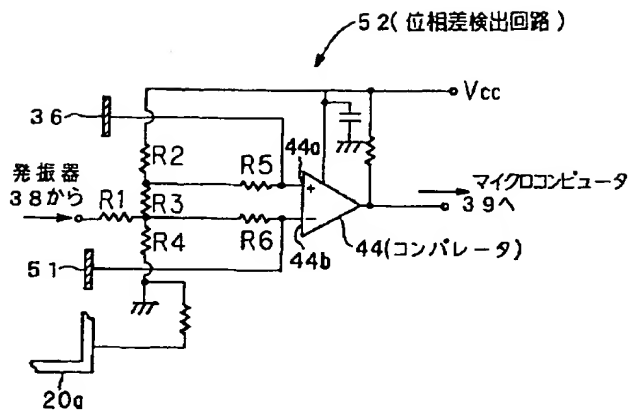 52(位相差検出回路)
Vcc
36
R2
44a
R5
+
発振器
38から
R1
R3
マイクロコンピュータ
39へ
R6
-
R4
44b
44(コンパレータ)
51
20a